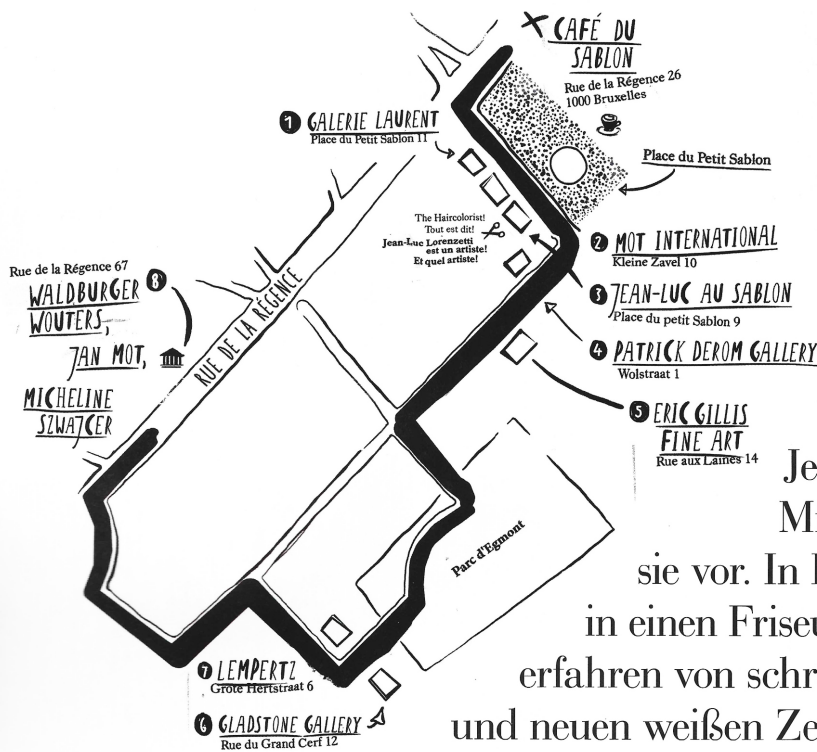 CAFÉ DU
SABLON
Rue de la Régence 26
1000 Bruxelles
1 GALERIE LAURENT
Place du Petit Sablon 11
Place du Petit Sablon
The Haircolorist!
Tout est dit!
Jean-Luc Lorenzetti
est un artiste!
Et quel artiste!
2 MOT INTERNATIONAL
Kleine Zavel 10
3 JEAN-LUC AU SABLON
Place du petit Sablon 9
4 PATRICK DEROM GALLERY
Wolstraat 1
5 ERIC GILLIS
FINE ART
Rue aux Laines 14
Rue de la Régence 67
8 WALDBURGER
WOUTERS,
JAN MOT,
MICHELINE
SZWAJCER
RUE DE LA RÉGENCE
Parc d'Egmont
7 LEMPERTZ
Grote Hertstraat 6
6 GLADSTONE GALLERY
Rue du Grand Cerf 12
Je
sie vor. In
in einen Friseu
erfahren von schr
und neuen weißen Ze